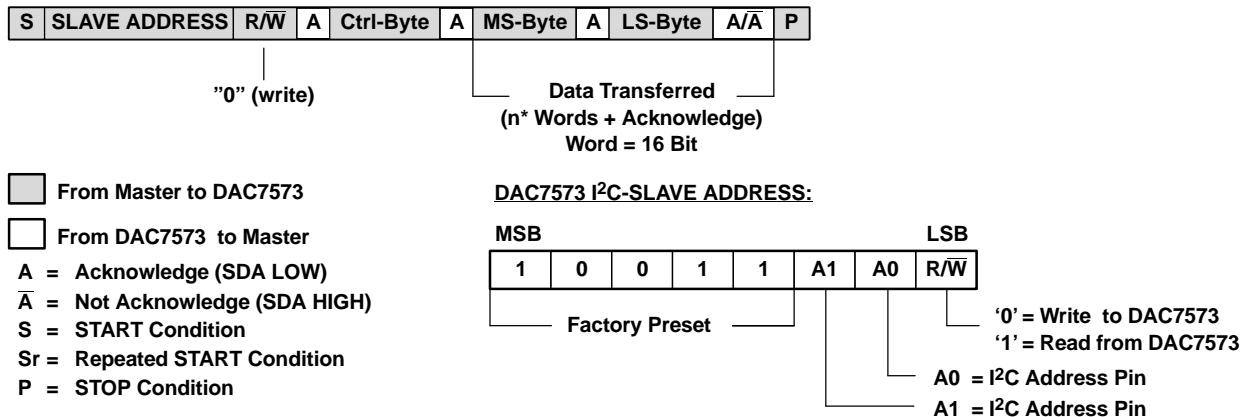 S SLAVE ADDRESS R/W̅ A Ctrl-Byte A MS-Byte A LS-Byte A/A̅ P
”0” (write)
Data Transferred
(n* Words + Acknowledge)
Word = 16 Bit
From Master to DAC7573
From DAC7573 to Master
A = Acknowledge (SDA LOW)
A̅ = Not Acknowledge (SDA HIGH)
S = START Condition
Sr = Repeated START Condition
P = STOP Condition
DAC7573 I²C-SLAVE ADDRESS:
MSB LSB
1 0 0 1 1 A1 A0 R/W̅
Factory Preset
‘0’ = Write to DAC7573
‘1’ = Read from DAC7573
A0 = I²C Address Pin
A1 = I²C Address Pin